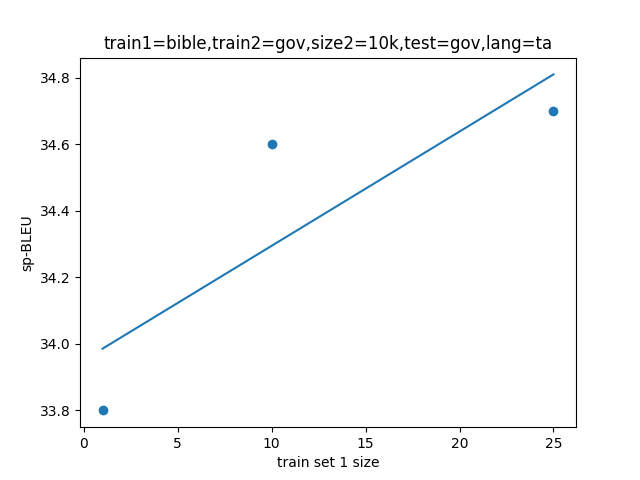 train1=bible,train2=gov,size2=10k,test=gov,lang=ta
34.8
34.6
34.4
34.2
34.0
33.8
sp-BLEU
0 5 10 15 20 25
train set 1 size